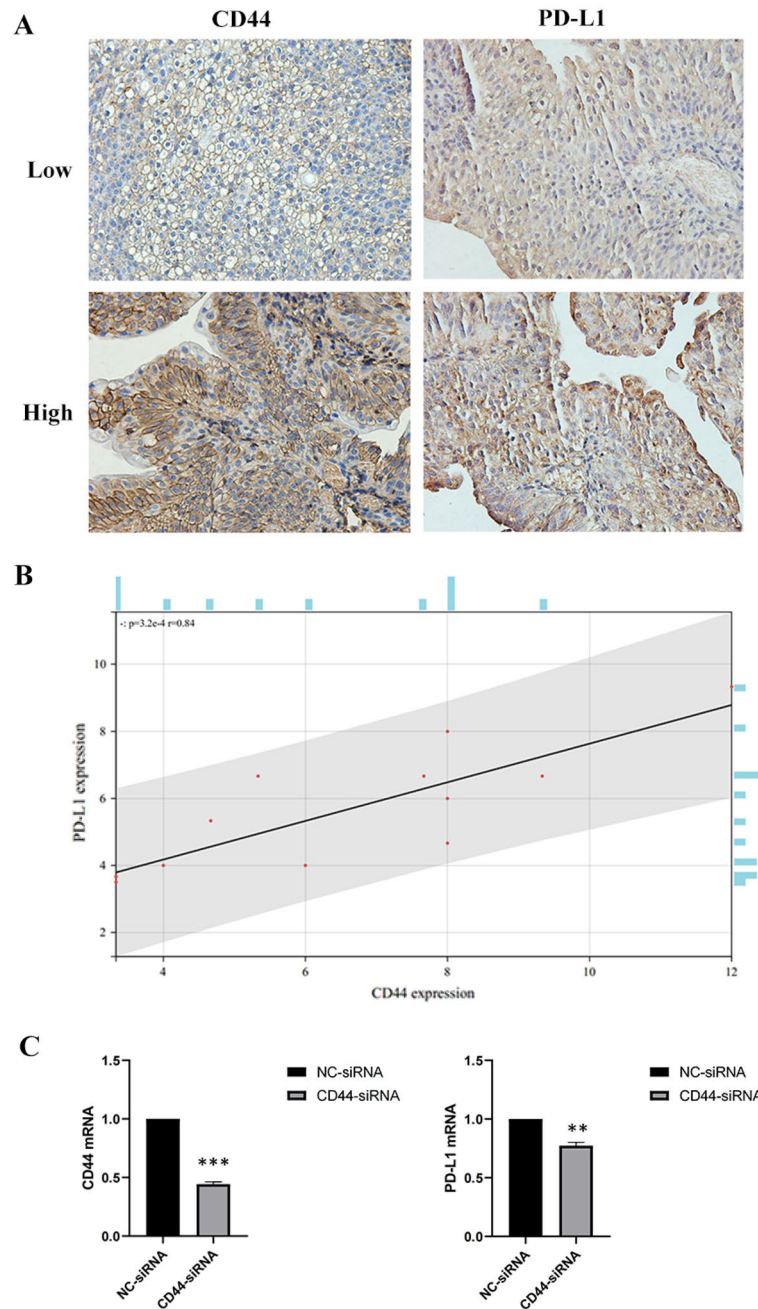 A
CD44
PD-L1
Low
High
B
-: p=3.2e-4 r=0.84
10
8
6
4
2
PD-L1 expression
4
6
8
10
12
CD44 expression
C
1.5
1.0
0.5
0.0
CD44 mRNA
***
NC-siRNA
CD44-siRNA
NC-siRNA
CD44-siRNA
1.5
1.0
0.5
0.0
PD-L1 mRNA
**
NC-siRNA
CD44-siRNA
NC-siRNA
CD44-siRNA